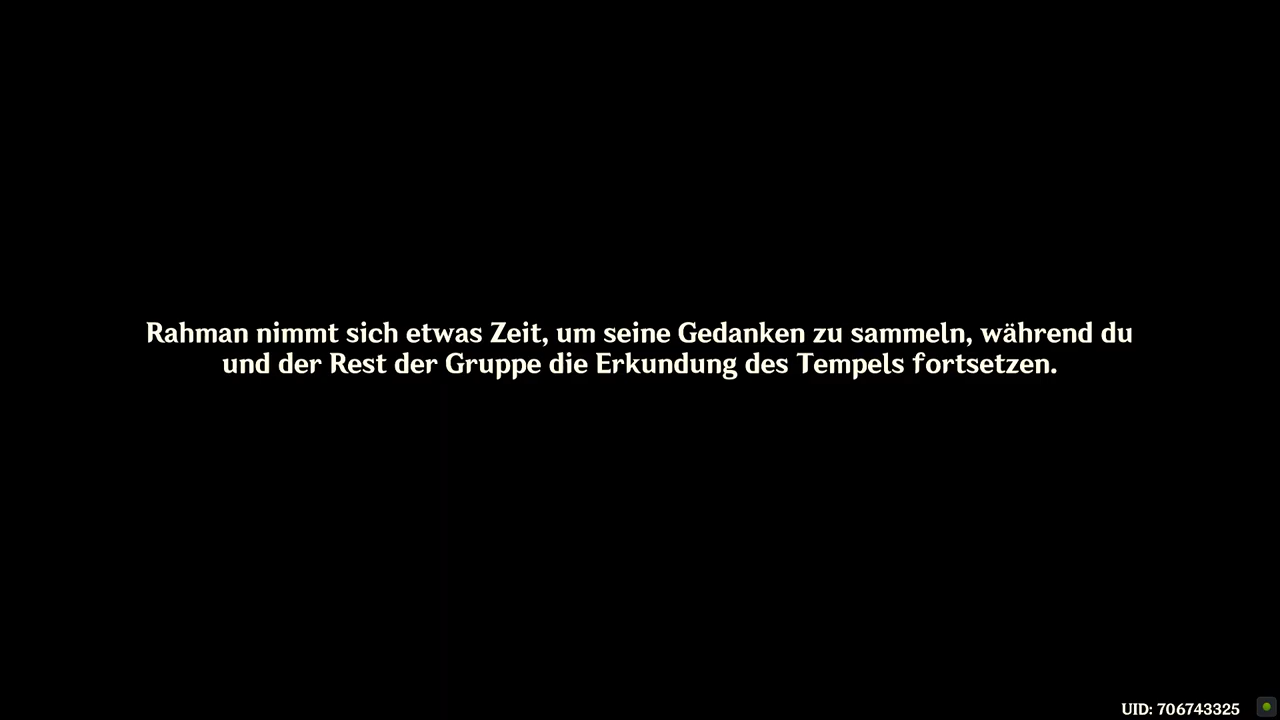 Rahman nimmt sich etwas Zeit, um seine Gedanken zu sammeln, während du
und der Rest der Gruppe die Erkundung des Tempels fortsetzen.
UID: 706743325